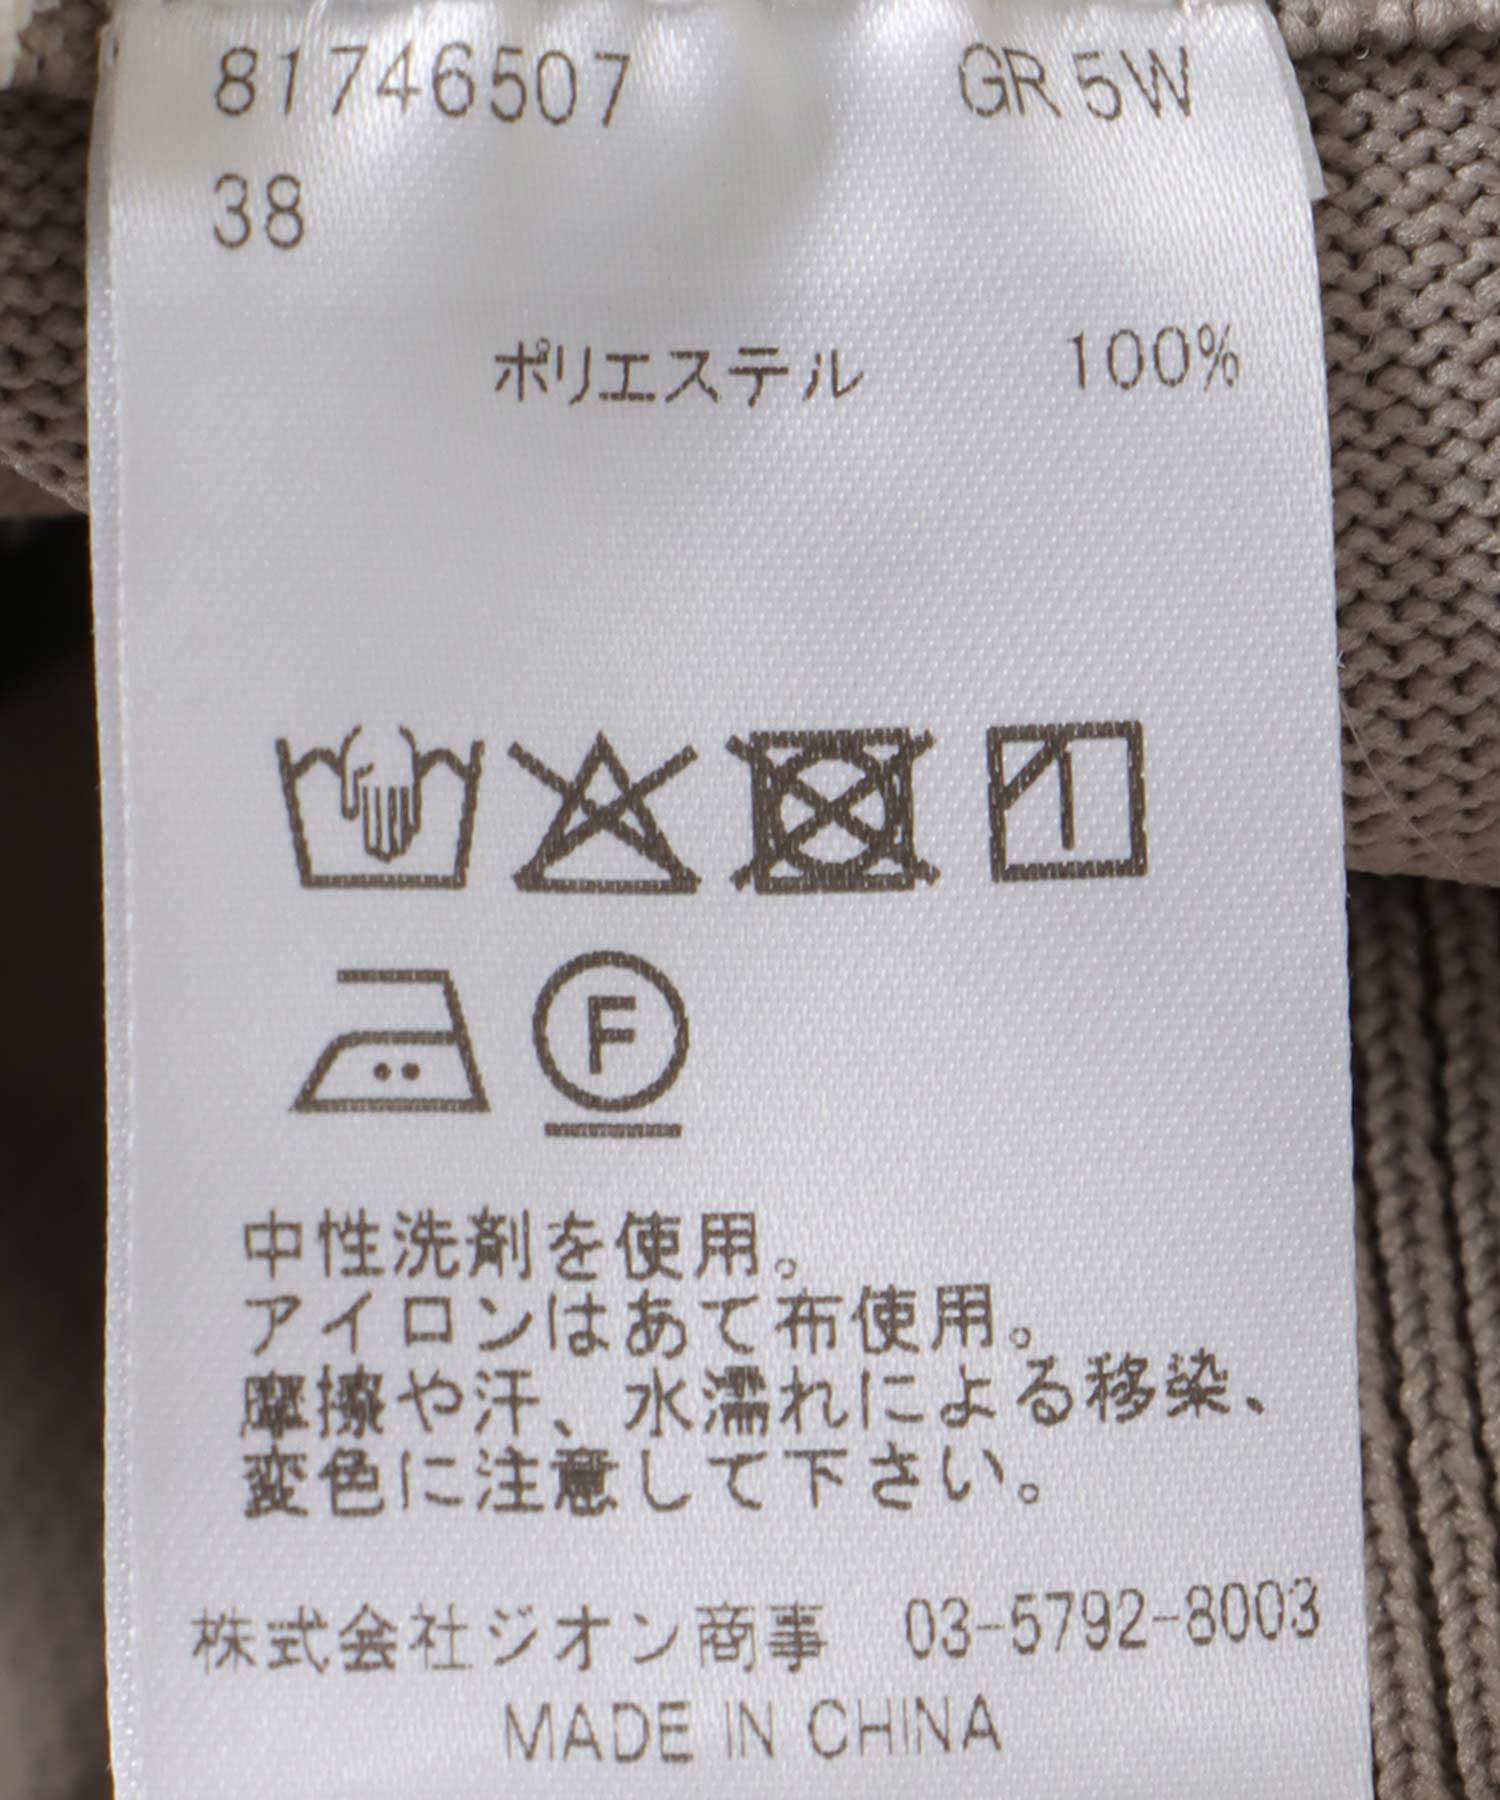 81746507 GR 5W
38
ポリエステル 100%
F
中性洗剤を使用。
アイロンはあて布使用。
摩擦や汗、水濡れによる移染、
変色に注意して下さい。
株式会社ジオン商事 03-5792-8003
MADE IN CHINA